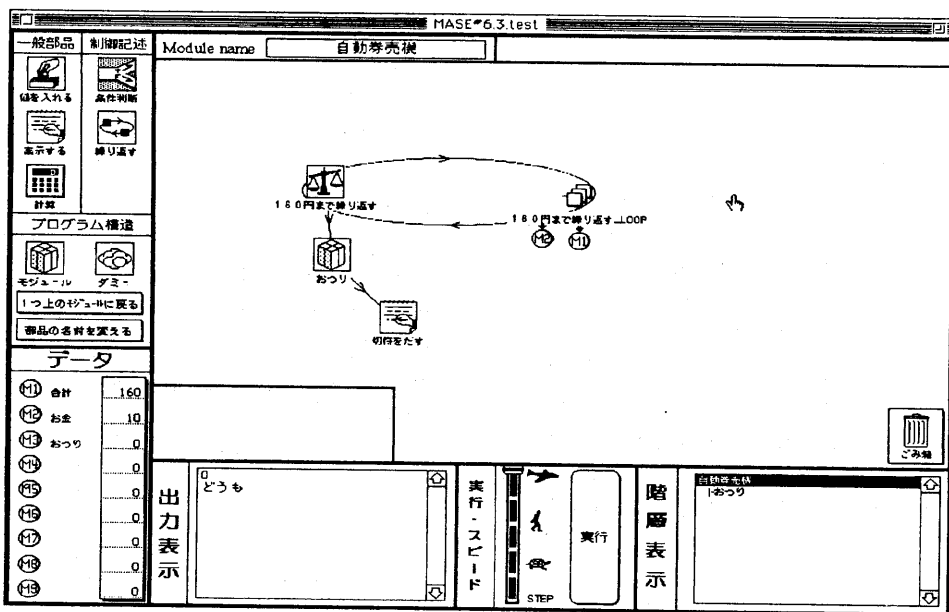 MASE*6.3.test
一般部品
制御記述
Module name
自動券売機
値を入れる
条件判断
表示する
繰り返す
計算
プログラム構造
モジュール
ダミー
1つ上のモジュールに戻る
部品の名前を変える
160円まで繰り返す
160円まで繰り返す_LOOP
M2
M1
おつり
切符をだす
データ
M1 合計 160
M2 お金 10
M3 おつり 0
M4 0
M5 0
M6 0
M7 0
M8 0
M9 0
ごみ箱
出力表示
0
どうも
実行・スピード
STEP
実行
階層表示
自動券売機
|-おつり